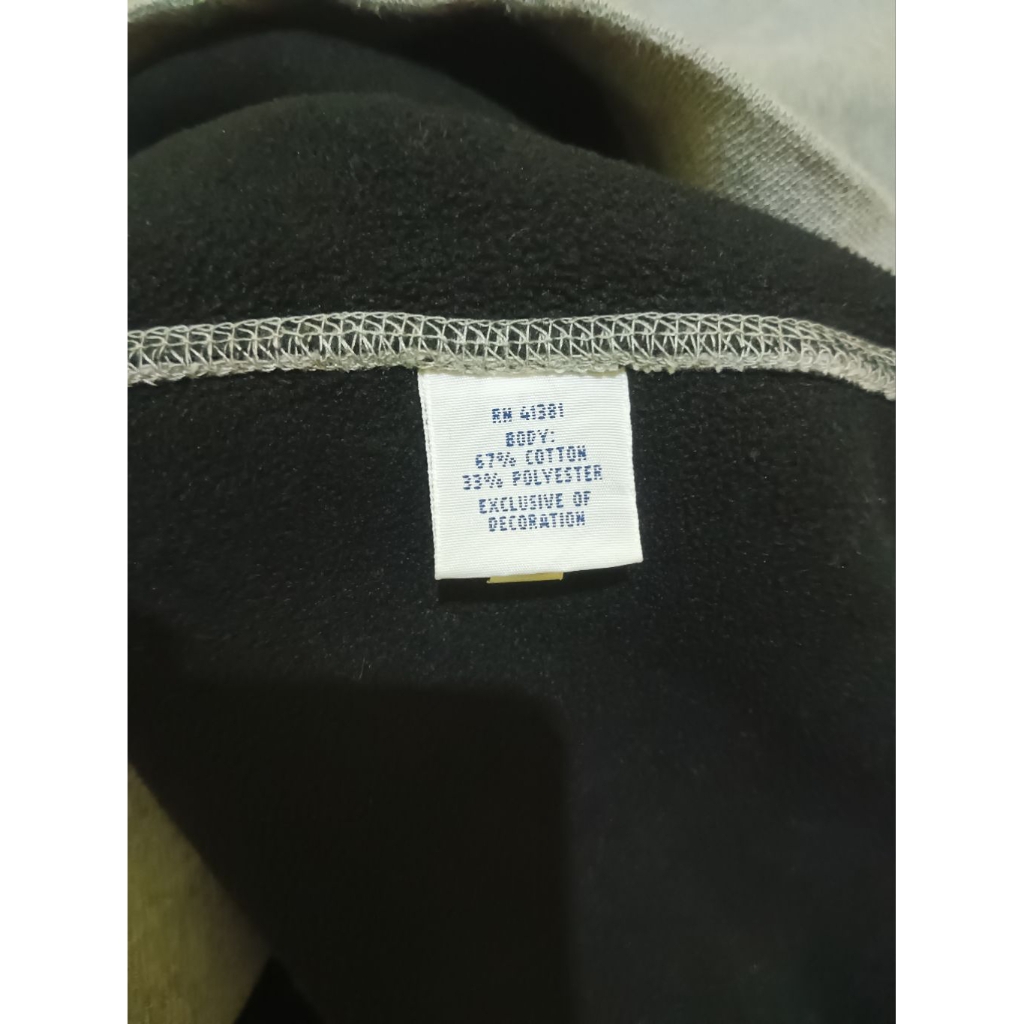 RN 41381
BODY:
67% COTTON
33% POLYESTER
EXCLUSIVE OF
DECORATION